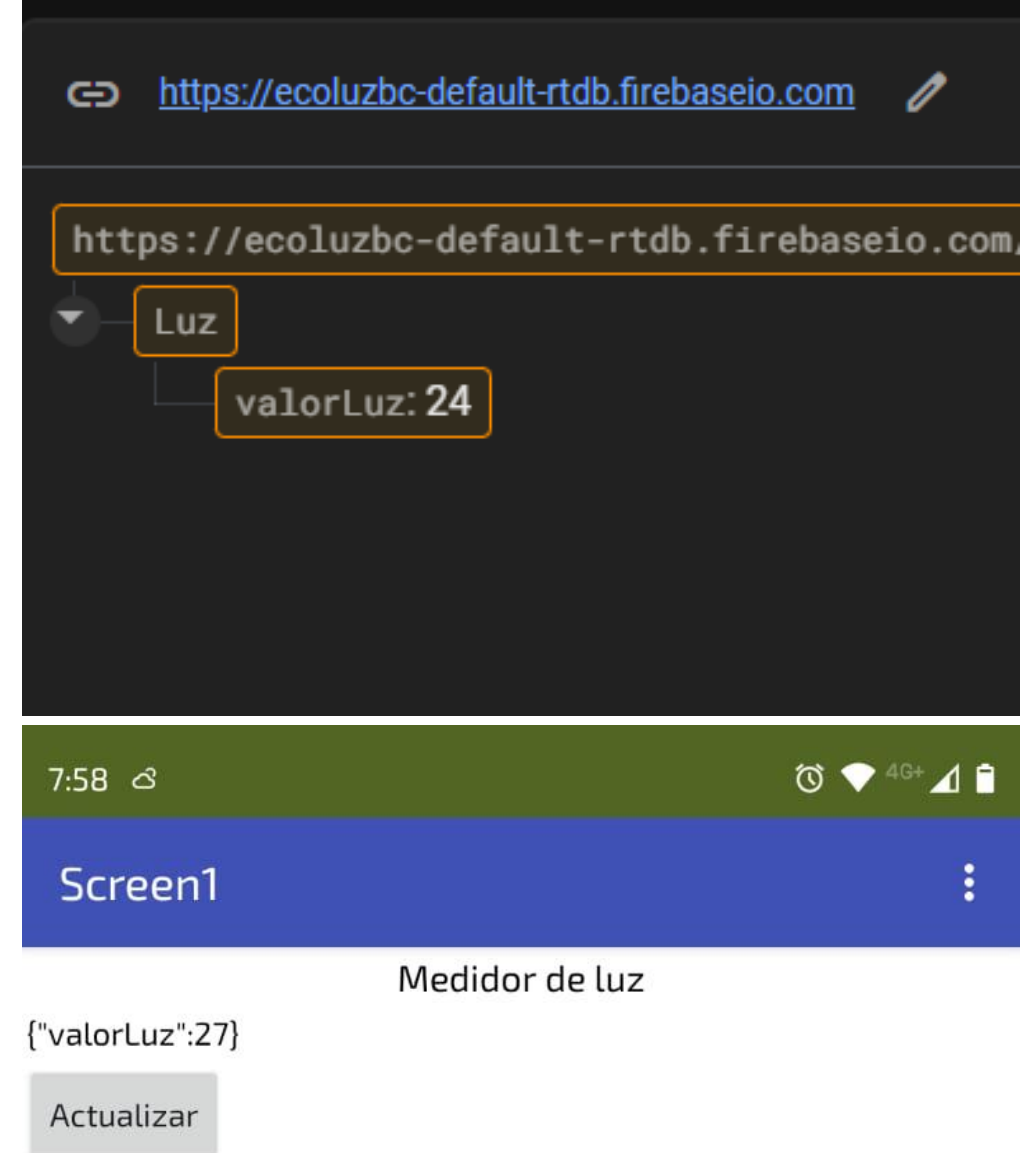 https://ecoluzbc-default-rtdb.firebaseio.com
https://ecoluzbc-default-rtdb.firebaseio.com/
Luz
valorLuz: 24
7:58 4G+
Screen1
Medidor de luz
{"valorLuz":27}
Actualizar